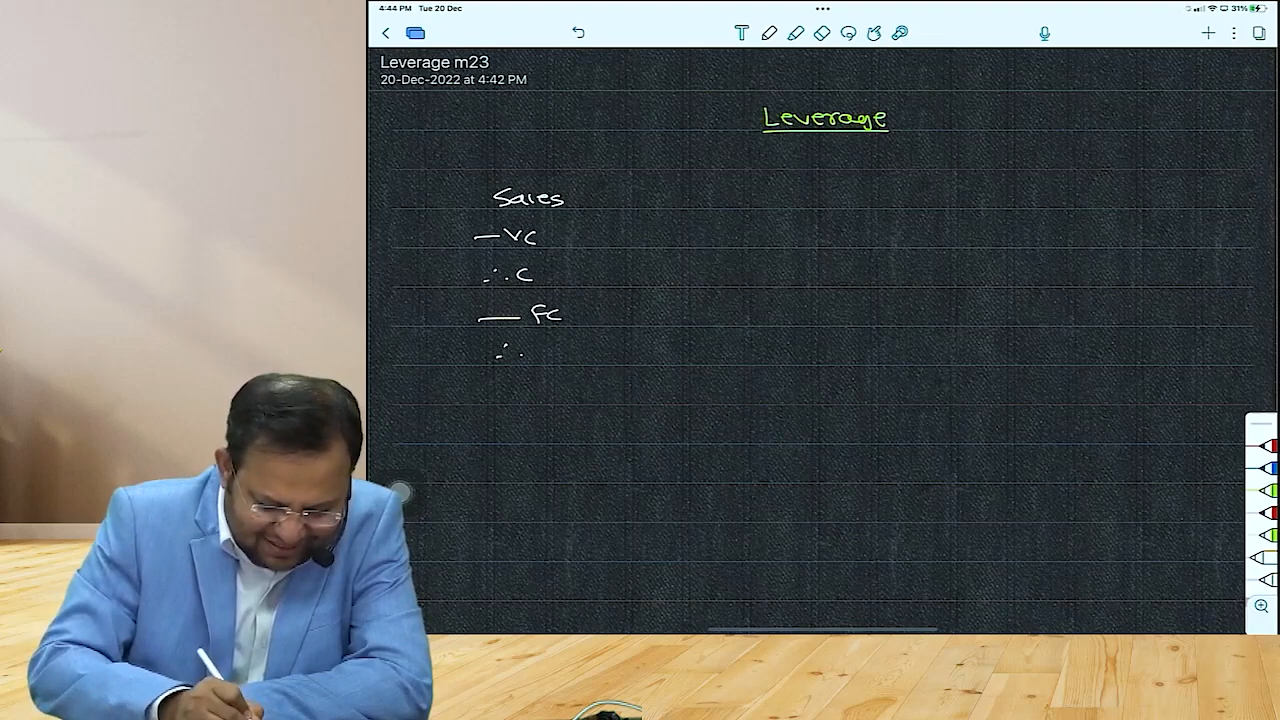 4:44 PM Tue 20 Dec
31%
Leverage m23
20-Dec-2022 at 4:42 PM
Leverage
Sales
— VC
∴ C
— FC
∴